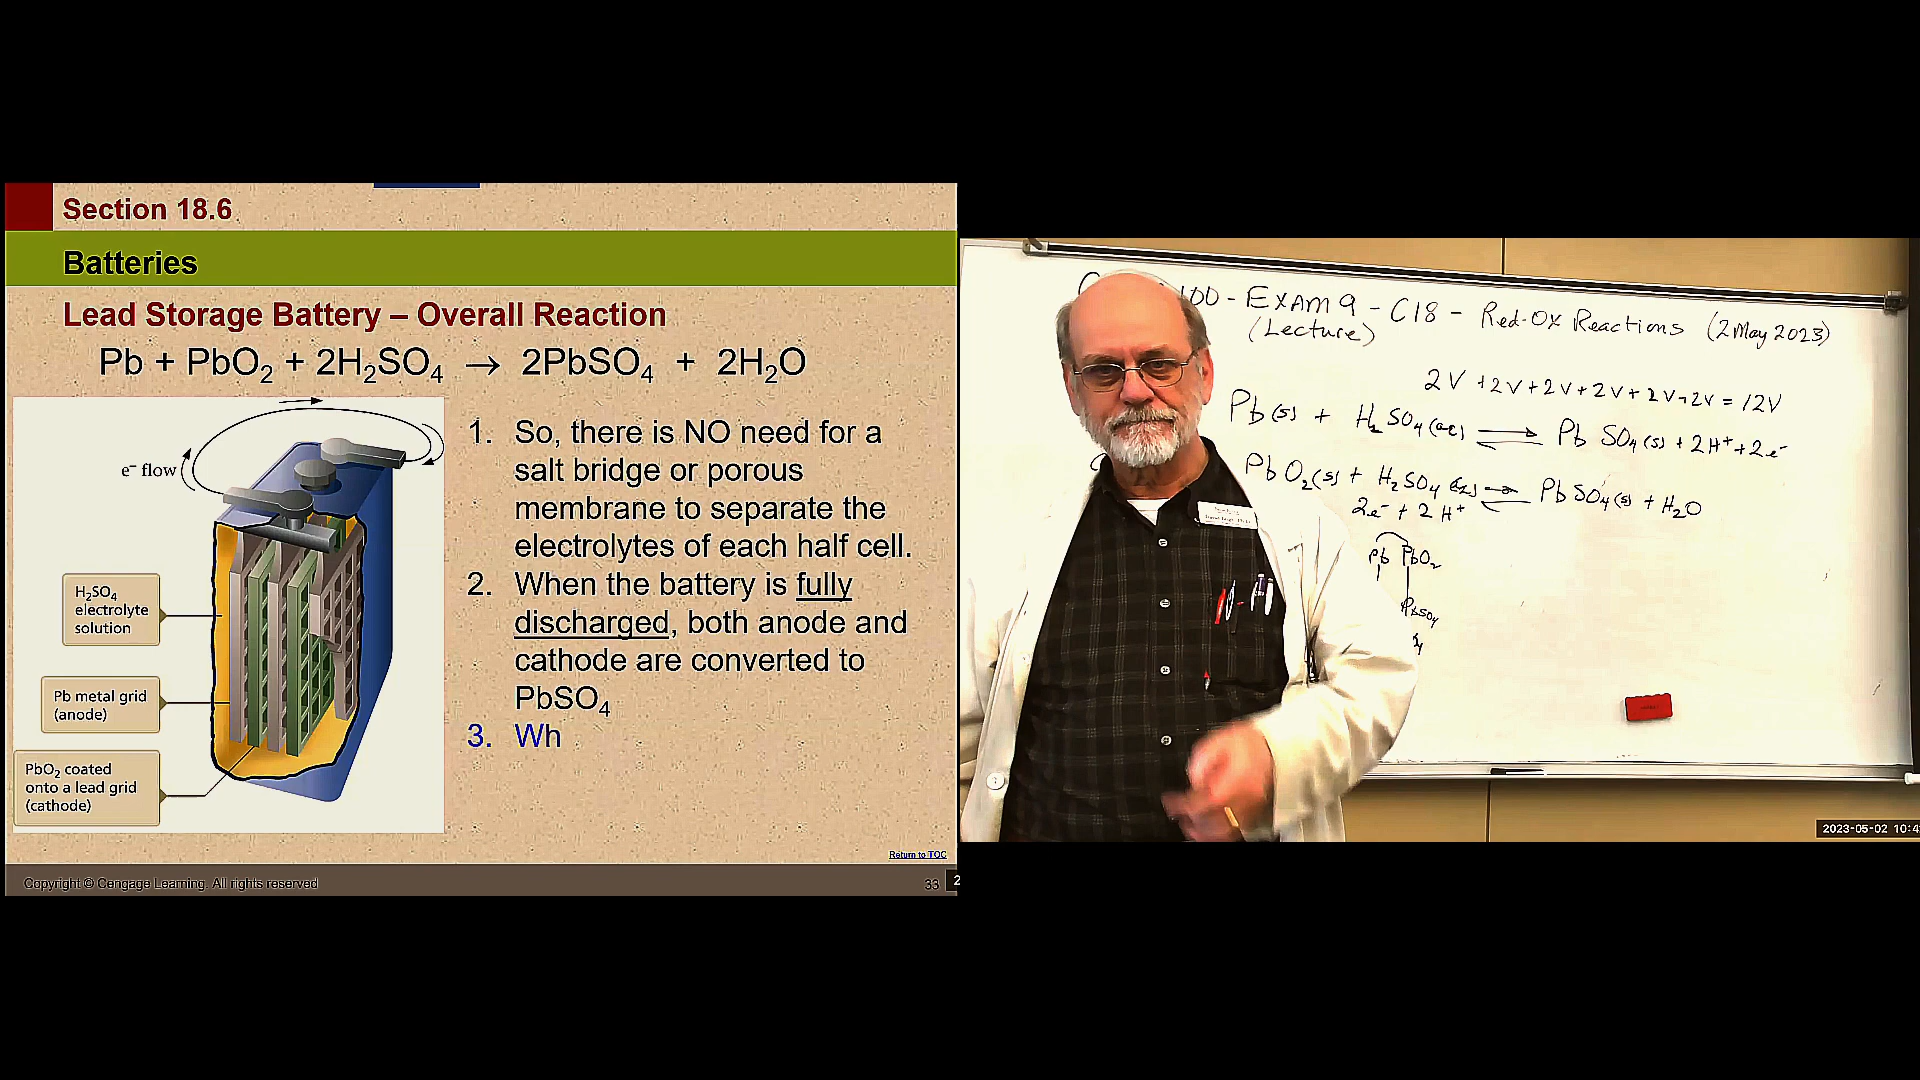 Section 18.6
Batteries
Lead Storage Battery – Overall Reaction
Pb + PbO₂ + 2H₂SO₄ → 2PbSO₄ + 2H₂O
e⁻ flow
H₂SO₄
electrolyte
solution
Pb metal grid
(anode)
PbO₂ coated
onto a lead grid
(cathode)
1. So, there is NO need for a
salt bridge or porous
membrane to separate the
electrolytes of each half cell.
2. When the battery is fully
discharged, both anode and
cathode are converted to
PbSO₄
3. Wh
Return to TOC
Copyright © Cengage Learning. All rights reserved
33
2
100 - Exam 9 - C18 - Red-Ox Reactions (2 May 2023)
(Lecture)
2V + 2V + 2V + 2V + 2V + 2V = 12V
Pb(s) + H₂SO₄ ⇌ PbSO₄(s) + 2H⁺ + 2e⁻
PbO₂(s) + H₂SO₄ ⇌ PbSO₄(s) + H₂O
2e⁻ + 2H⁺
Pb PbO₂
PbSO₄
2023-05-02 10:4